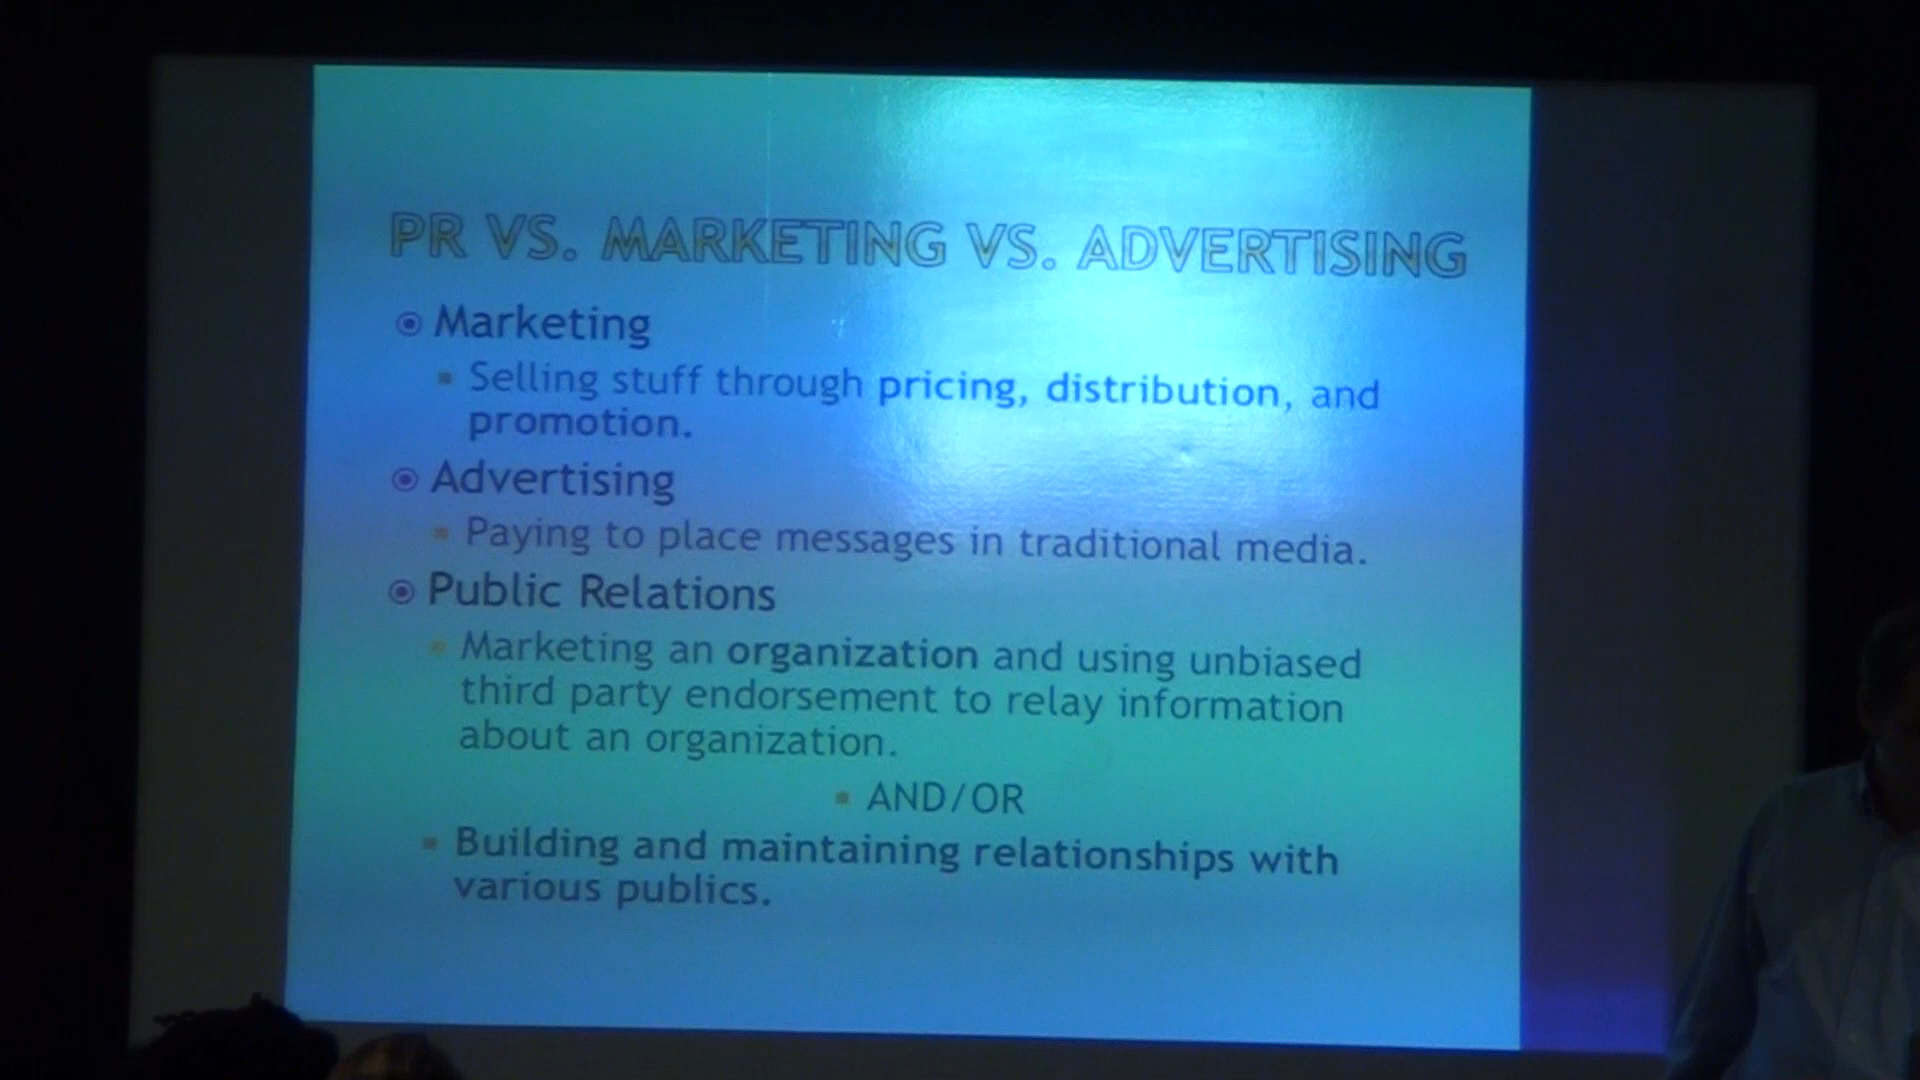 PR VS. MARKETING VS. ADVERTISING
Marketing
Selling stuff through pricing, distribution, and
promotion.
Advertising
Paying to place messages in traditional media.
Public Relations
Marketing an organization and using unbiased
third party endorsement to relay information
about an organization.
AND/OR
Building and maintaining relationships with
various publics.